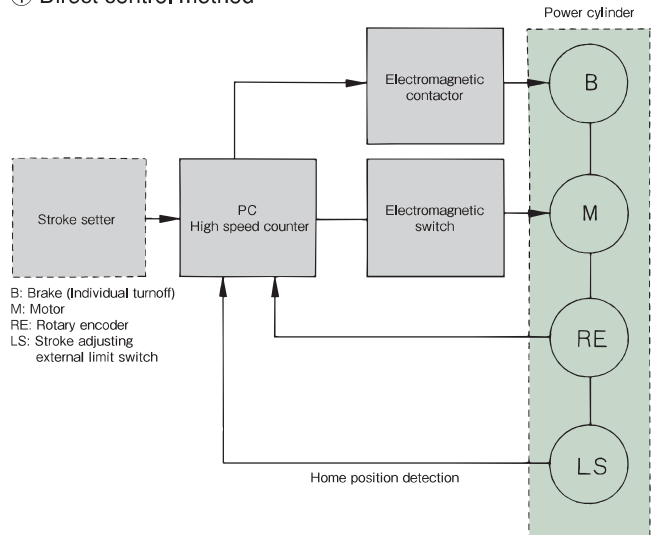 ① Direct control method
Power cylinder
Electromagnetic
contactor
B
Stroke setter
PC
High speed counter
Electromagnetic
switch
M
B: Brake (Individual turnoff)
M: Motor
RE: Rotary encoder
LS: Stroke adjusting
external limit switch
RE
LS
Home position detection